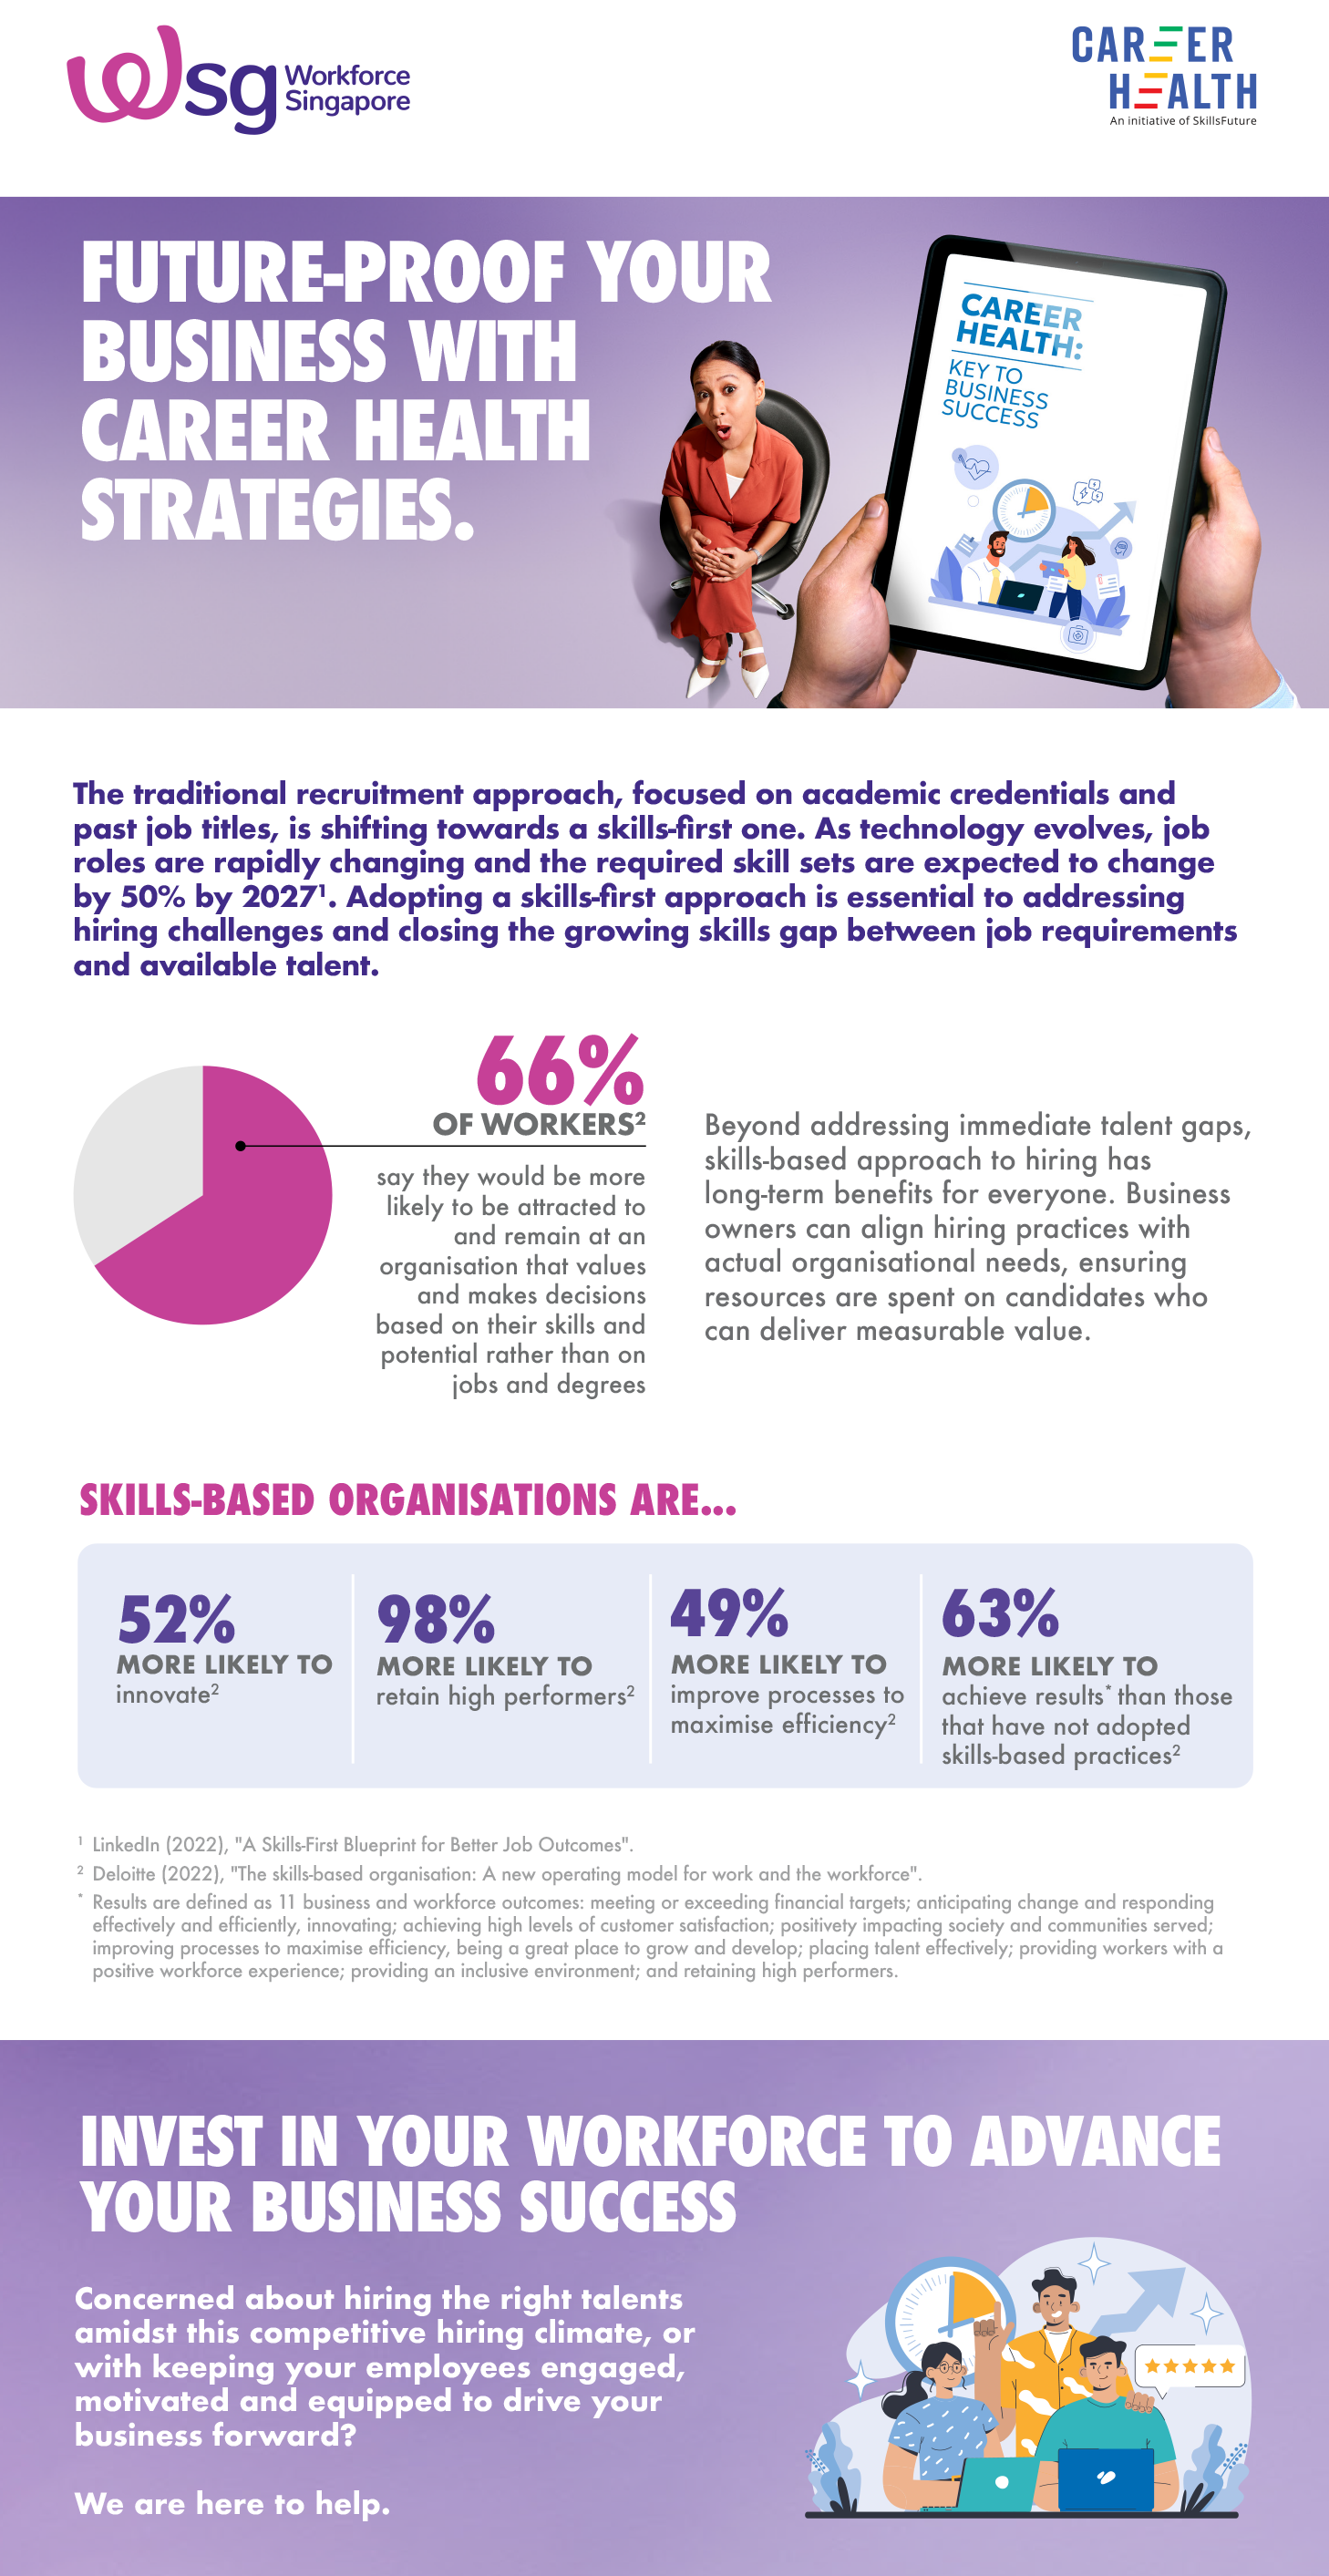 wsg Workforce
Singapore
CAREER
HEALTH
An initiative of SkillsFuture
FUTURE-PROOF YOUR
BUSINESS WITH
CAREER HEALTH
STRATEGIES.
CAREER
HEALTH:
KEY TO
BUSINESS
SUCCESS
The traditional recruitment approach, focused on academic credentials and
past job titles, is shifting towards a skills-first one. As technology evolves, job
roles are rapidly changing and the required skill sets are expected to change
by 50% by 2027¹. Adopting a skills-first approach is essential to addressing
hiring challenges and closing the growing skills gap between job requirements
and available talent.
66%
OF WORKERS²
say they would be more
likely to be attracted to
and remain at an
organisation that values
and makes decisions
based on their skills and
potential rather than on
jobs and degrees
Beyond addressing immediate talent gaps,
skills-based approach to hiring has
long-term benefits for everyone. Business
owners can align hiring practices with
actual organisational needs, ensuring
resources are spent on candidates who
can deliver measurable value.
SKILLS-BASED ORGANISATIONS ARE...
52%
MORE LIKELY TO
innovate²
98%
MORE LIKELY TO
retain high performers²
49%
MORE LIKELY TO
improve processes to
maximise efficiency²
63%
MORE LIKELY TO
achieve results* than those
that have not adopted
skills-based practices²
¹ LinkedIn (2022), "A Skills-First Blueprint for Better Job Outcomes".
² Deloitte (2022), "The skills-based organisation: A new operating model for work and the workforce".
* Results are defined as 11 business and workforce outcomes: meeting or exceeding financial targets; anticipating change and responding
effectively and efficiently, innovating; achieving high levels of customer satisfaction; positivety impacting society and communities served;
improving processes to maximise efficiency, being a great place to grow and develop; placing talent effectively; providing workers with a
positive workforce experience; providing an inclusive environment; and retaining high performers.
INVEST IN YOUR WORKFORCE TO ADVANCE
YOUR BUSINESS SUCCESS
Concerned about hiring the right talents
amidst this competitive hiring climate, or
with keeping your employees engaged,
motivated and equipped to drive your
business forward?
We are here to help.